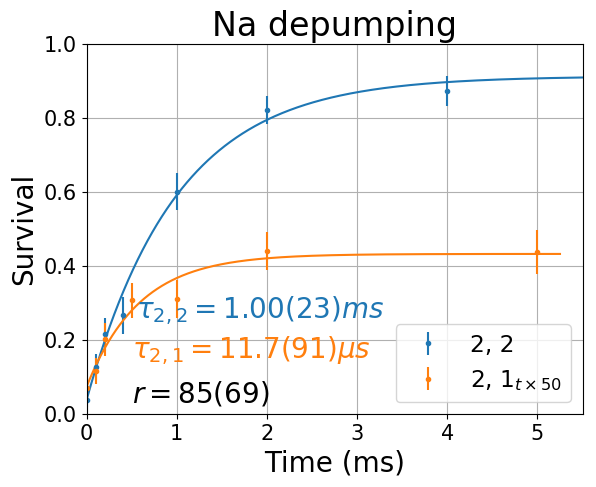 Na depumping
1.0
0.8
0.6
0.4
0.2
0.0
Survival
τ2,2 = 1.00(23)ms
τ2,1 = 11.7(91)μs
r = 85(69)
2, 2
2, 1t×50
0 1 2 3 4 5
Time (ms)